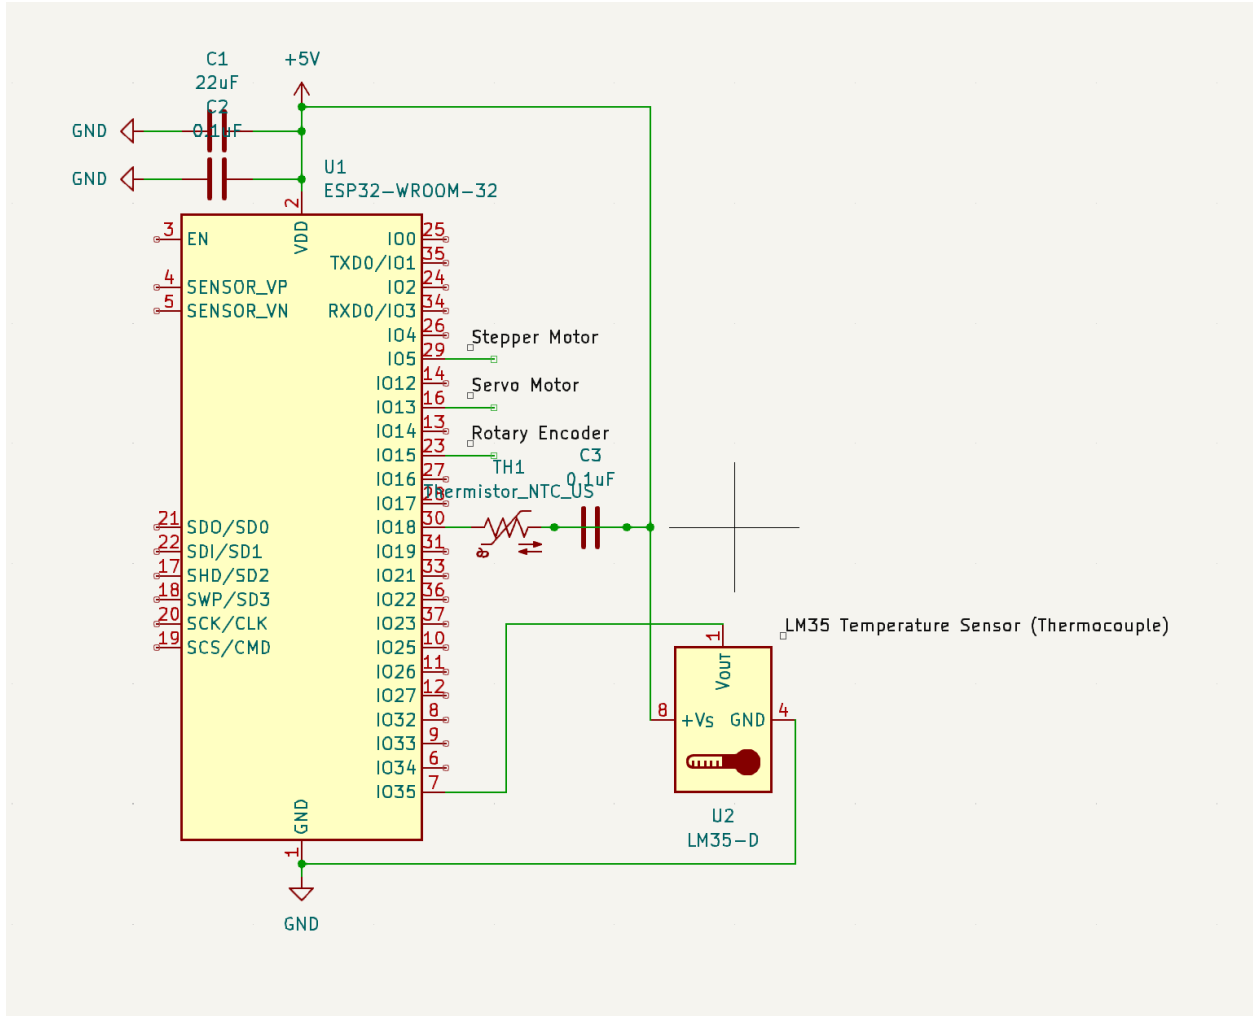 C1
22uF
C2
0.1uF
+5V
GND
GND
U1
ESP32-WROOM-32
2
VDD
3
EN
4
SENSOR_VP
5
SENSOR_VN
21
SDO/SD0
22
SDI/SD1
17
SHD/SD2
18
SWP/SD3
20
SCK/CLK
19
SCS/CMD
IO0
25
TXD0/IO1
35
IO2
24
RXD0/IO3
34
IO4
26
IO5
29
IO12
14
IO13
16
IO14
13
IO15
23
IO16
27
IO17
28
IO18
30
IO19
31
IO21
33
IO22
36
IO23
37
IO25
10
IO26
11
IO27
12
IO32
8
IO33
9
IO34
6
IO35
7
GND
1
GND
Stepper Motor
Servo Motor
Rotary Encoder
TH1
Thermistor_NTC_US
C3
0.1uF
LM35 Temperature Sensor (Thermocouple)
1
Vout
8
+Vs
GND
4
U2
LM35-D